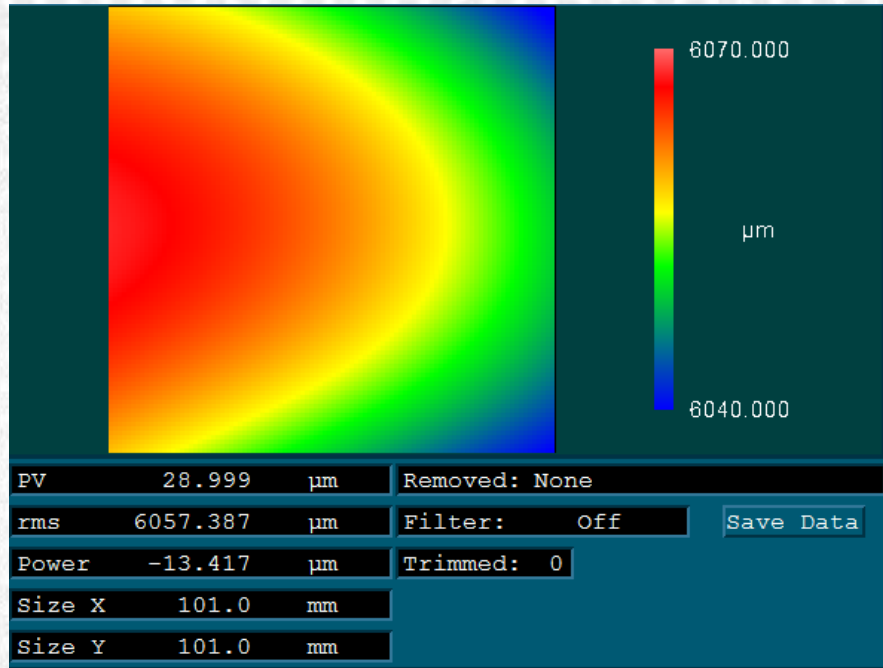 6070.000
µm
6040.000
PV 28.999 µm Removed: None
rms 6057.387 µm Filter: Off Save Data
Power -13.417 µm Trimmed: 0
Size X 101.0 mm
Size Y 101.0 mm